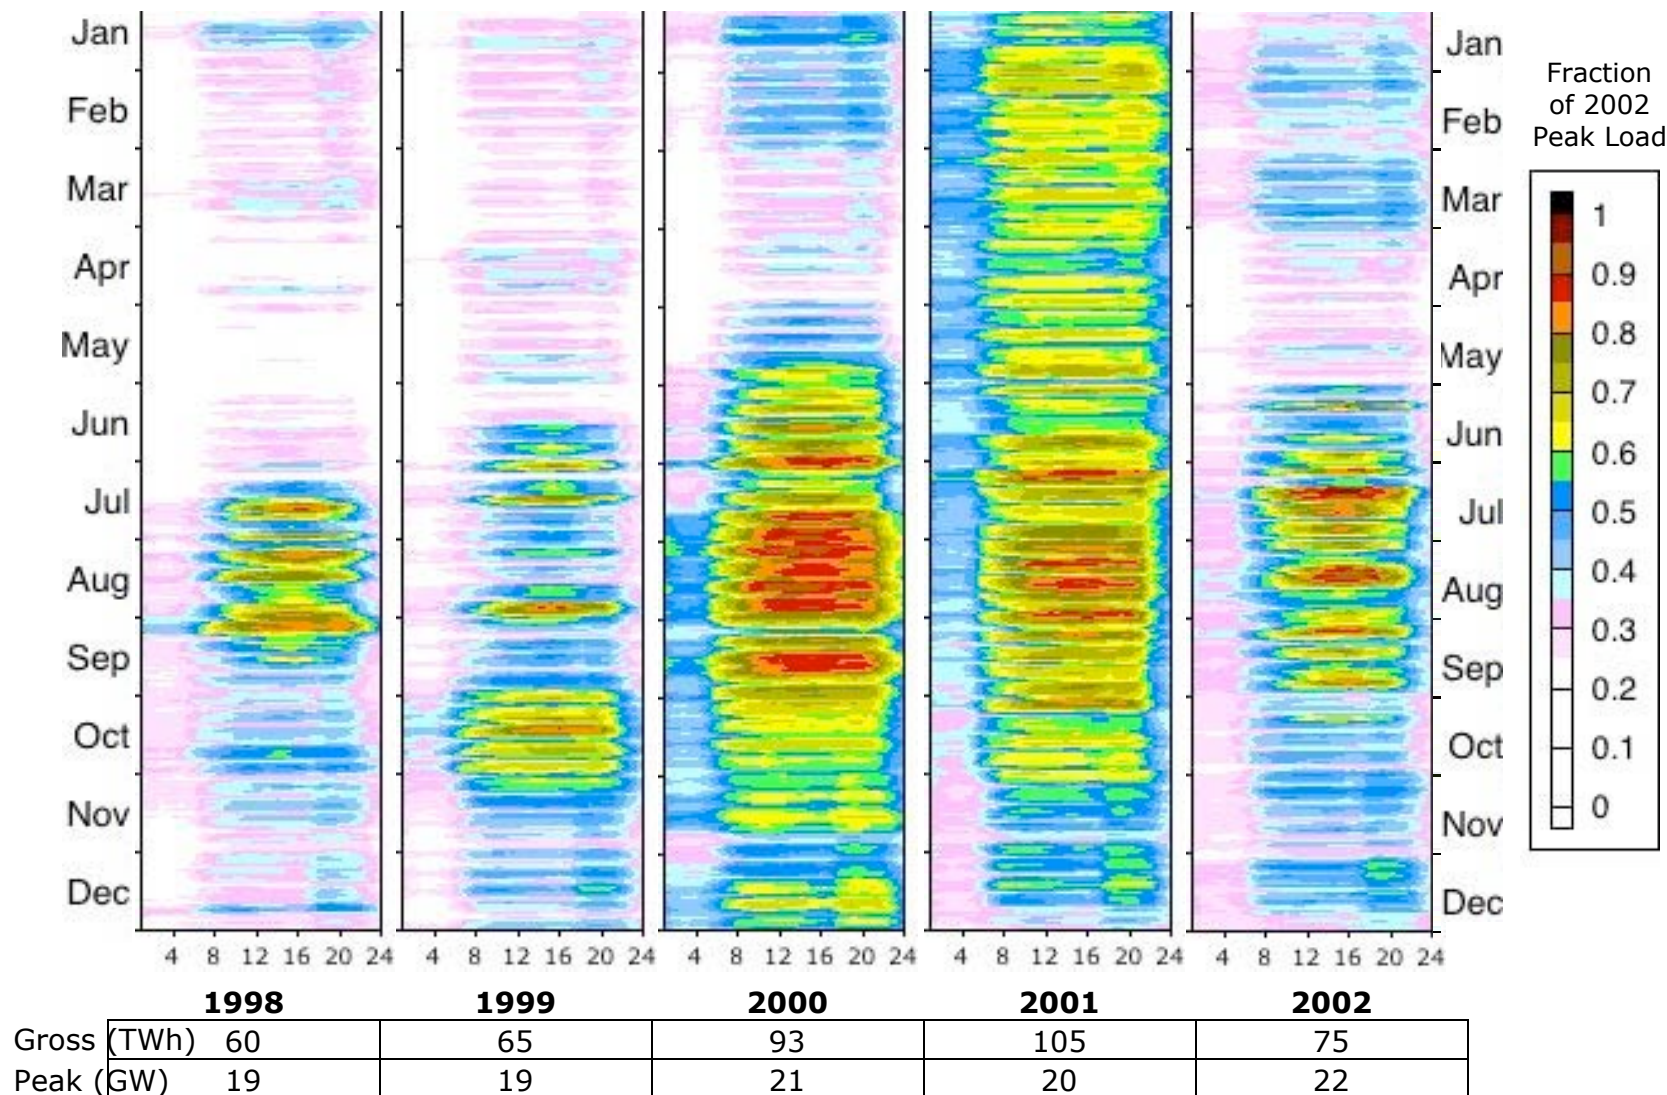 Jan
Feb
Mar
Apr
May
Jun
Jul
Aug
Sep
Oct
Nov
Dec
Jan
Feb
Mar
Apr
May
Jun
Jul
Aug
Sep
Oct
Nov
Dec
Fraction
of 2002
Peak Load
1
0.9
0.8
0.7
0.6
0.5
0.4
0.3
0.2
0.1
0
4 8 12 16 20 24 4 8 12 16 20 24 4 8 12 16 20 24 4 8 12 16 20 24 4 8 12 16 20 24
1998 1999 2000 2001 2002
Gross (TWh) 60 65 93 105 75
Peak (GW) 19 19 21 20 22